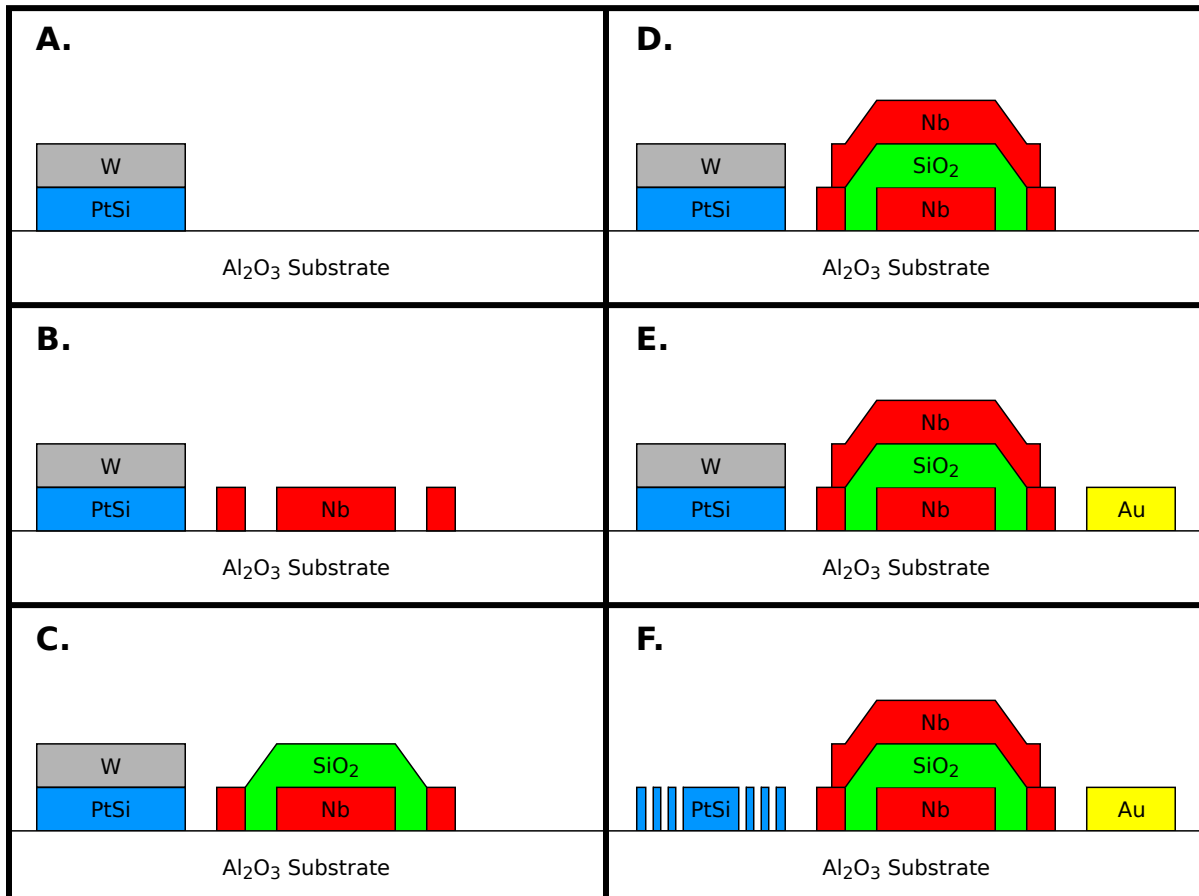 A.
W
PtSi
Al₂O₃ Substrate
B.
W
PtSi
Nb
Al₂O₃ Substrate
C.
W
PtSi
SiO₂
Nb
Al₂O₃ Substrate
D.
Nb
W
SiO₂
PtSi
Nb
Al₂O₃ Substrate
E.
Nb
W
SiO₂
PtSi
Nb
Au
Al₂O₃ Substrate
F.
Nb
SiO₂
PtSi
Nb
Au
Al₂O₃ Substrate